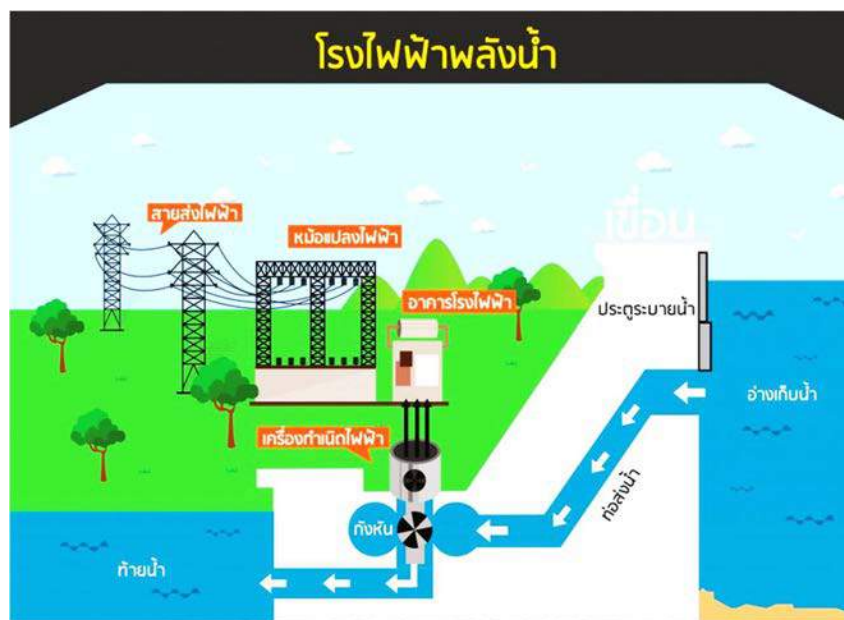 โรงไฟฟ้าพลังน้ำ
สายส่งไฟฟ้า
หม้อแปลงไฟฟ้า
เขื่อน
อาคารโรงไฟฟ้า
ประตูระบายน้ำ
อ่างเก็บน้ำ
เครื่องกำเนิดไฟฟ้า
ท่อส่งน้ำ
กังหัน
ท้ายน้ำ